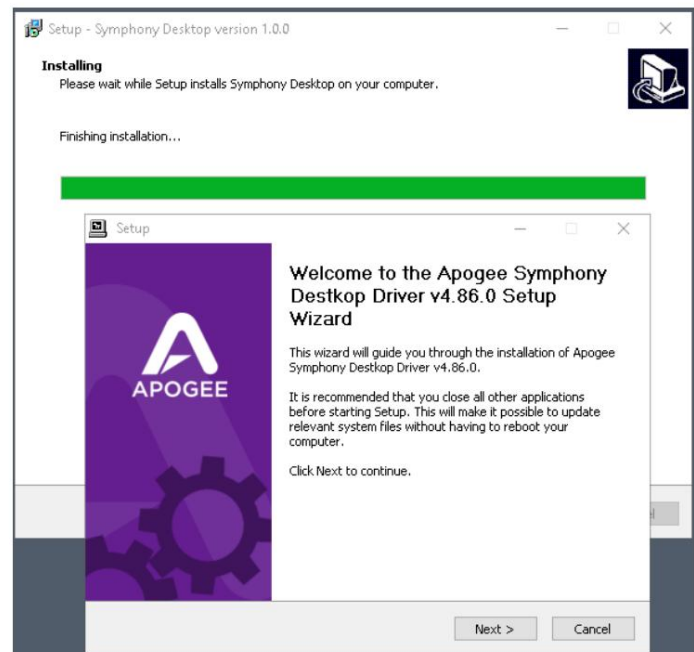 Setup - Symphony Desktop version 1.0.0
Installing
Please wait while Setup installs Symphony Desktop on your computer.
Finishing installation...
Setup
Welcome to the Apogee Symphony
Destkop Driver v4.86.0 Setup
Wizard
This wizard will guide you through the installation of Apogee
Symphony Destkop Driver v4.86.0.
It is recommended that you close all other applications
before starting Setup. This will make it possible to update
relevant system files without having to reboot your
computer.
Click Next to continue.
APOGEE
Next >
Cancel